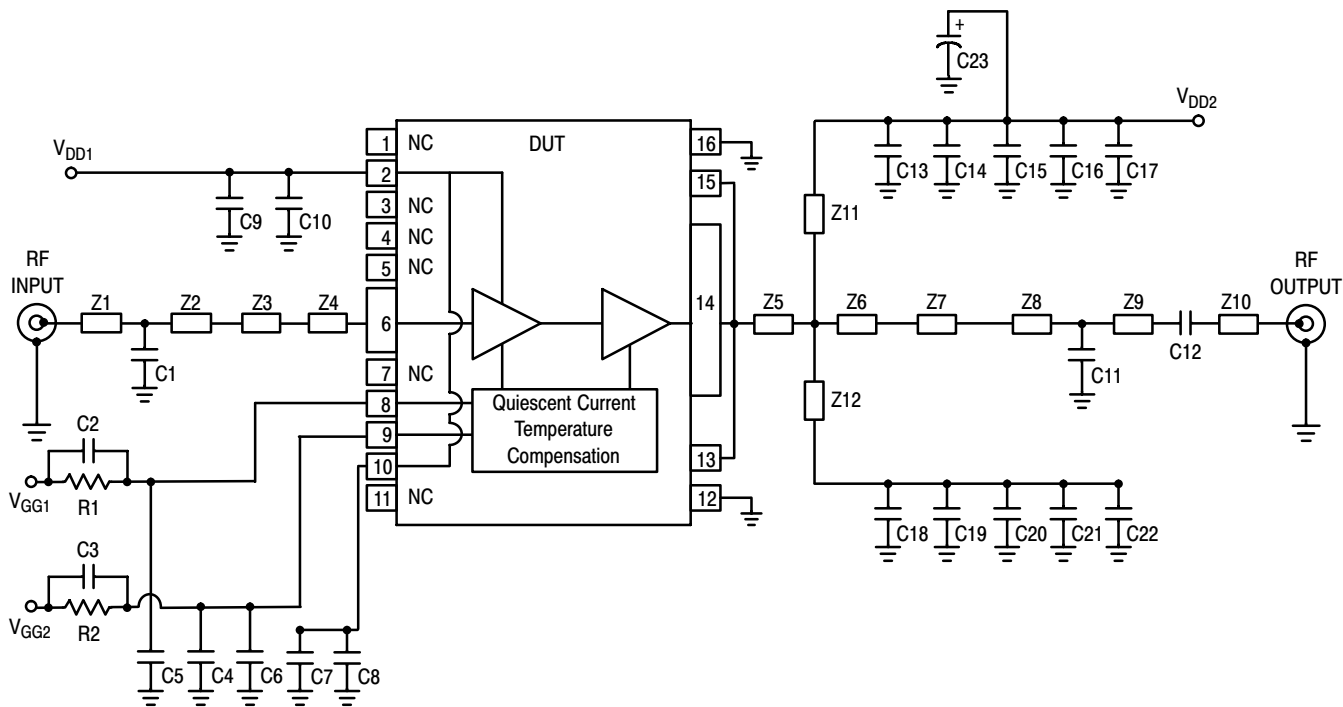 C23
VDD2
VDD1
1 NC
DUT
16
2
15
C13
C14
C15
C16
C17
3 NC
C9
C10
4 NC
5 NC
Z11
RF
INPUT
RF
OUTPUT
Z1
Z2
Z3
Z4
6
14
Z5
Z6
Z7
Z8
Z9
Z10
C1
C12
C11
7 NC
8
Quiescent Current
Temperature
Compensation
Z12
9
10
13
11 NC
12
C2
VGG1
R1
C18
C19
C20
C21
C22
C3
VGG2
R2
C5
C4
C6
C7
C8
+